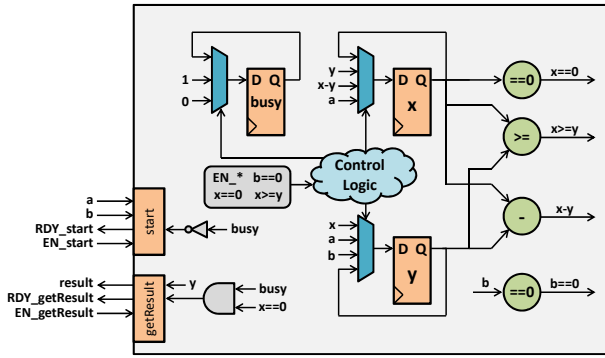 D Q
busy
1
0
y
x-y
a
D Q
x
==0
x==0
>=
x>=y
Control
Logic
EN_* b==0
x==0 x>=y
a
b
RDY_start
EN_start
start
busy
x
a
b
D Q
y
-
x-y
result
RDY_getResult
EN_getResult
getResult
y
busy
x==0
b
==0
b==0